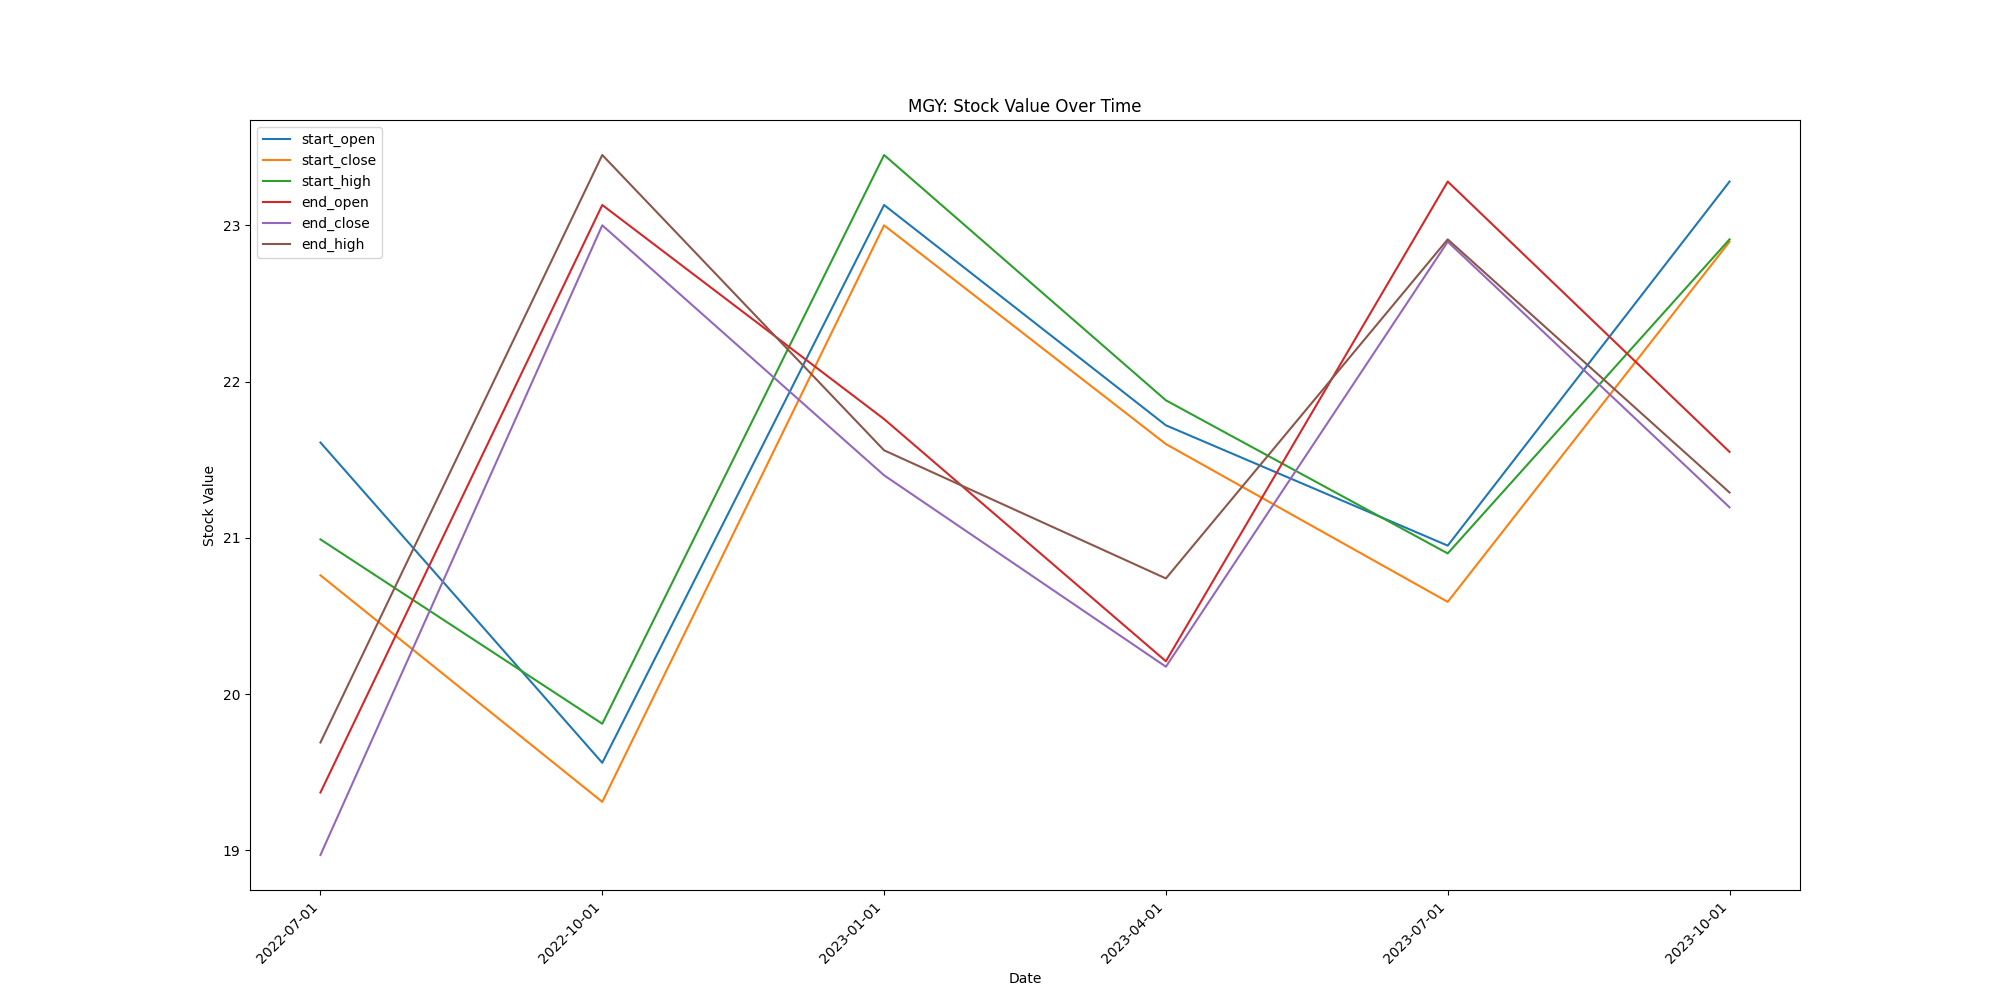 MGY: Stock Value Over Time
start_open
start_close
start_high
end_open
end_close
end_high
Stock Value
23
22
21
20
19
2022-07-01
2022-10-01
2023-01-01
2023-04-01
2023-07-01
2023-10-01
Date